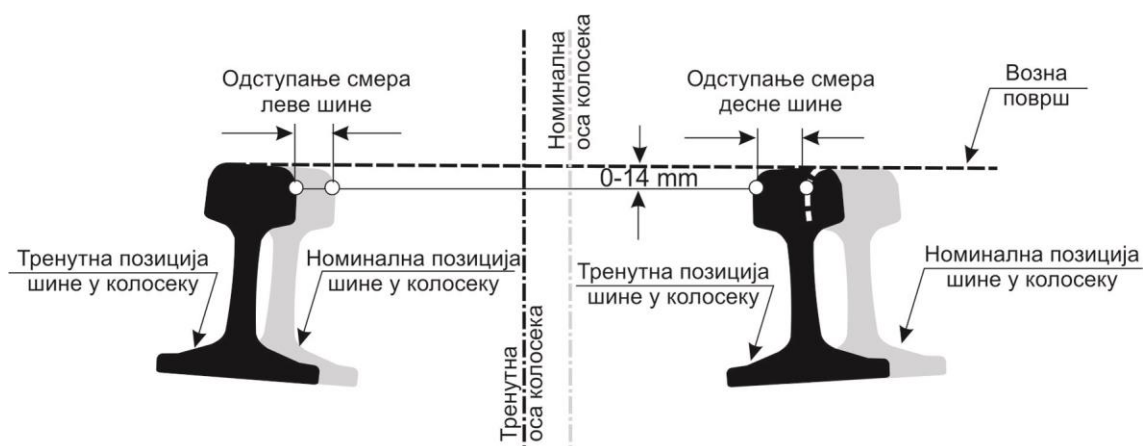 Одступање смера
леве шине
Номинална
оса колосека
Одступање смера
десне шине
Возна
површ
0-14 mm
Тренутна позиција
шине у колосеку
Номинална позиција
шине у колосеку
Тренутна позиција
шине у колосеку
Номинална позиција
шине у колосеку
Тренутна
оса колосека